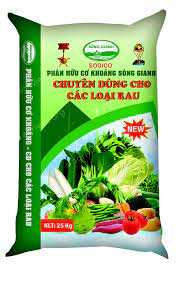 SÔNG GIANH
SOGICO
PHÂN HỮU CƠ KHOÁNG SÔNG GIANH
CHUYÊN DÙNG CHO
CÁC LOẠI RAU
NEW
KLT: 25 Kg
PHÂN HỮU CƠ KHOÁNG - CD CHO CÁC LOẠI
RAU